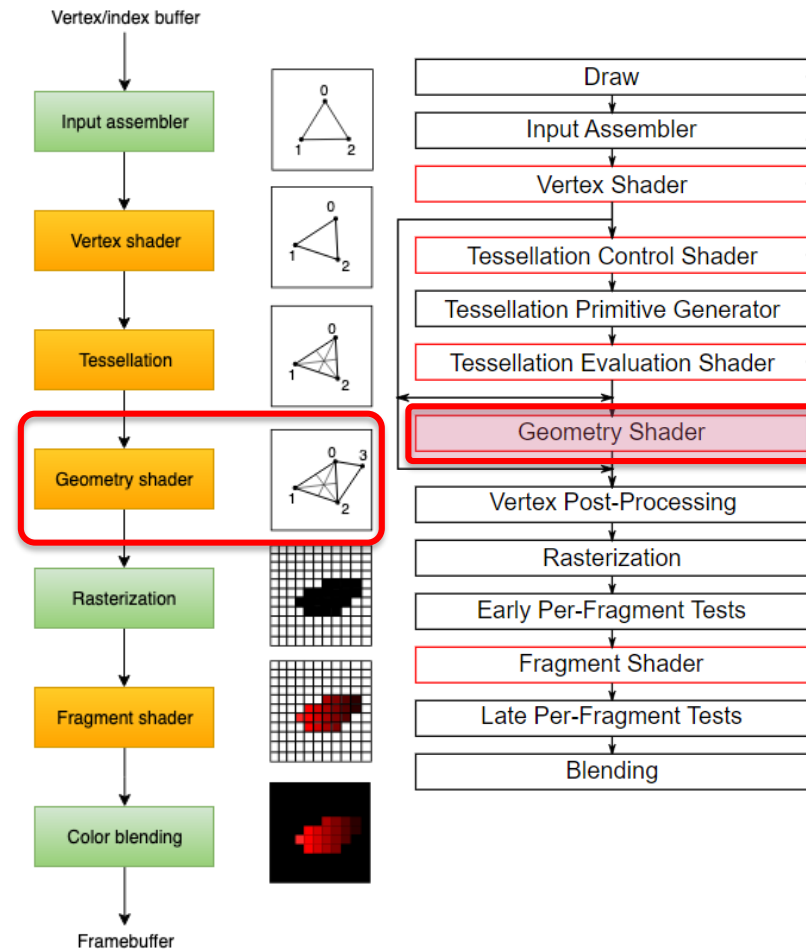 Vertex/index buffer
Input assembler
Vertex shader
Tessellation
Geometry shader
Rasterization
Fragment shader
Color blending
Framebuffer
0
1
2
0
1
2
0
1
2
0
3
1
2
Draw
Input Assembler
Vertex Shader
Tessellation Control Shader
Tessellation Primitive Generator
Tessellation Evaluation Shader
Geometry Shader
Vertex Post-Processing
Rasterization
Early Per-Fragment Tests
Fragment Shader
Late Per-Fragment Tests
Blending